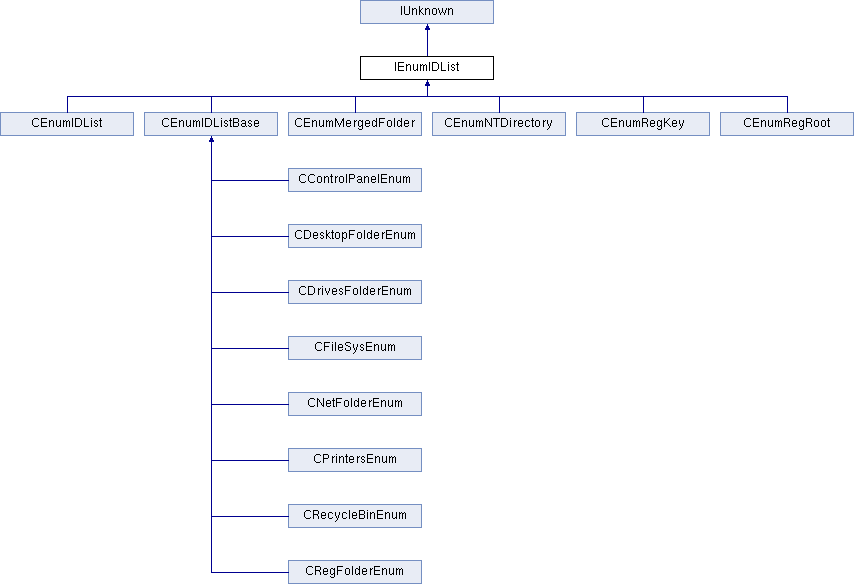 IUnknown
IEnumIDList
CEnumIDList
CEnumIDListBase
CEnumMergedFolder
CEnumNTDirectory
CEnumRegKey
CEnumRegRoot
CControlPanelEnum
CDesktopFolderEnum
CDrivesFolderEnum
CFileSysEnum
CNetFolderEnum
CPrintersEnum
CRecycleBinEnum
CRegFolderEnum